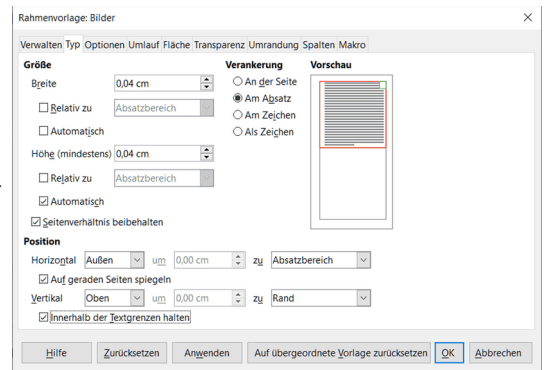 Rahmenvorlage: Bilder
Verwalten Typ Optionen Umlauf Fläche Transparenz Umrandung Spalten Makro
Größe
Breite 0,04 cm
Relativ zu Absatzbereich
Automatisch
Höhe (mindestens) 0,04 cm
Relativ zu Absatzbereich
Automatisch
Seitenverhältnis beibehalten
Verankerung
An der Seite
Am Absatz
Am Zeichen
Als Zeichen
Vorschau
Position
Horizontal Außen um 0,00 cm zu Absatzbereich
Auf geraden Seiten spiegeln
Vertikal Oben um 0,00 cm zu Rand
Innerhalb der Textgrenzen halten
Hilfe Zurücksetzen Anwenden Auf übergeordnete Vorlage zurücksetzen OK Abbrechen